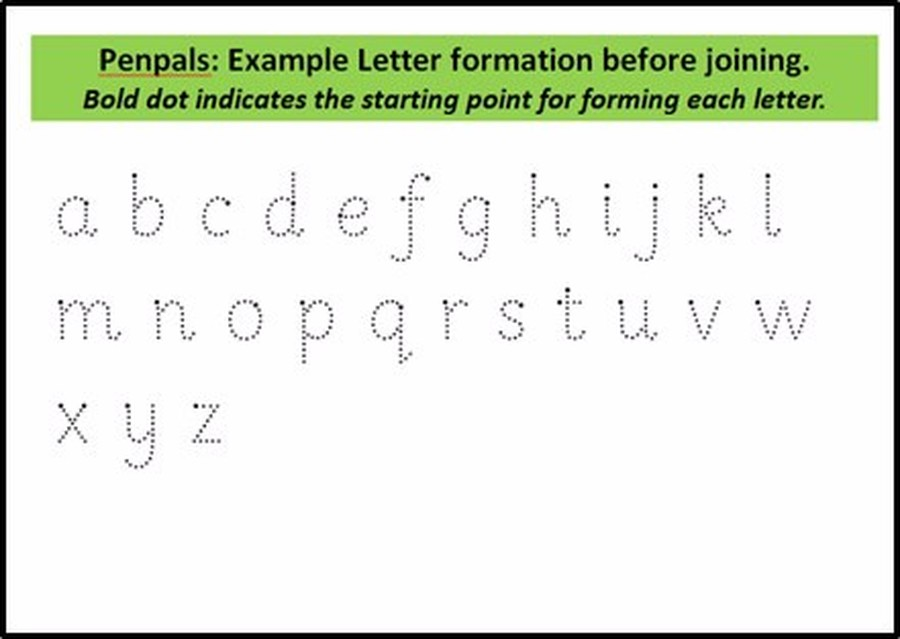 Penpals: Example Letter formation before joining.
Bold dot indicates the starting point for forming each letter.
a b c d e f g h i j k l
m n o p q r s t u v w
x y z